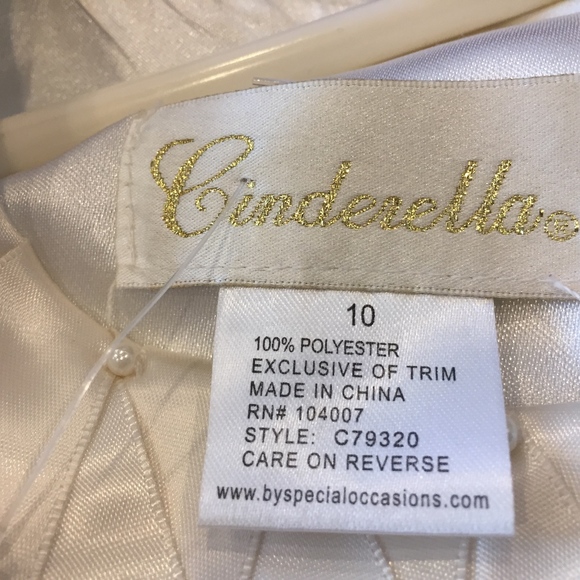 Cinderella
10
100% POLYESTER
EXCLUSIVE OF TRIM
MADE IN CHINA
RN# 104007
STYLE: C79320
CARE ON REVERSE
www.byspecialoccasions.com